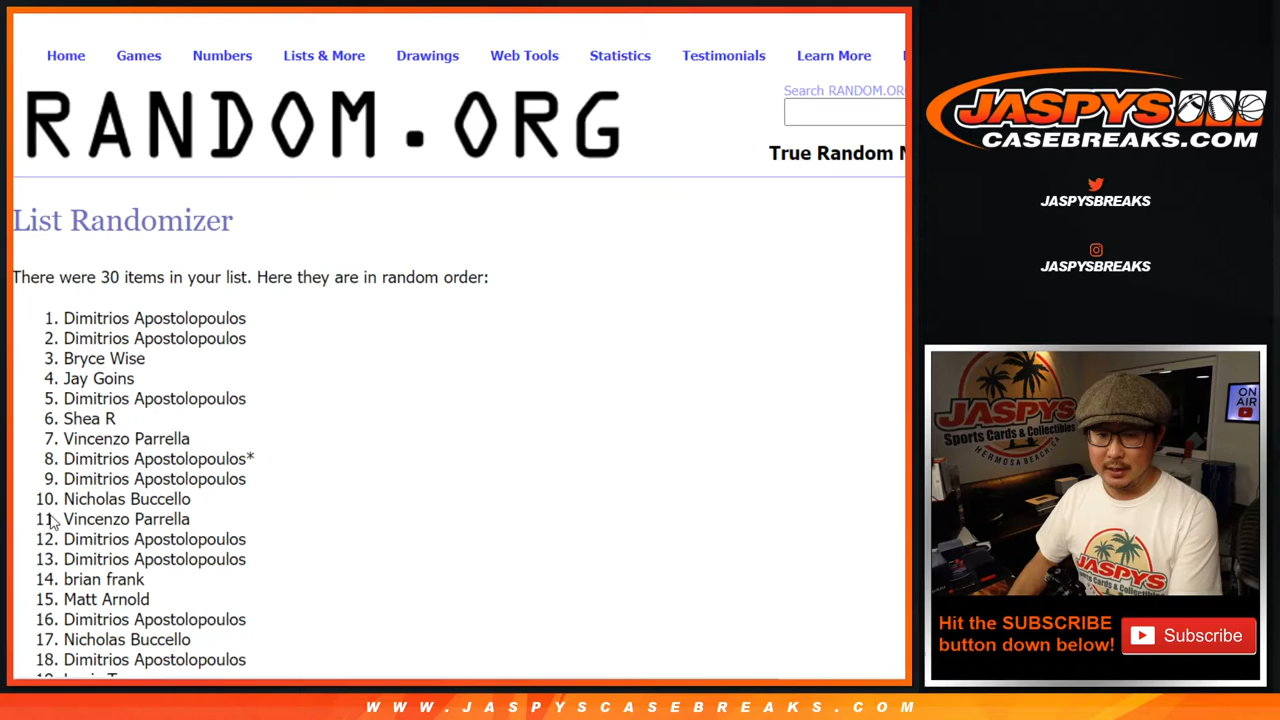 Home Games Numbers Lists & More Drawings Web Tools Statistics Testimonials Learn More
RANDOM.ORG
Search RANDOM.OR
True Random
List Randomizer
There were 30 items in your list. Here they are in random order:
1. Dimitrios Apostolopoulos
2. Dimitrios Apostolopoulos
3. Bryce Wise
4. Jay Goins
5. Dimitrios Apostolopoulos
6. Shea R
7. Vincenzo Parrella
8. Dimitrios Apostolopoulos*
9. Dimitrios Apostolopoulos
10. Nicholas Buccello
11. Vincenzo Parrella
12. Dimitrios Apostolopoulos
13. Dimitrios Apostolopoulos
14. brian frank
15. Matt Arnold
16. Dimitrios Apostolopoulos
17. Nicholas Buccello
18. Dimitrios Apostolopoulos
JASPYS
CASEBREAKS.COM
JASPYSBREAKS
JASPYSBREAKS
JASPYS
Sports Cards & Collectibles
HERMOSA BEACH, CA
ON
AIR
JASPYS
Hit the SUBSCRIBE
button down below!
Subscribe
WWW.JASPYSCASEBREAKS.COM